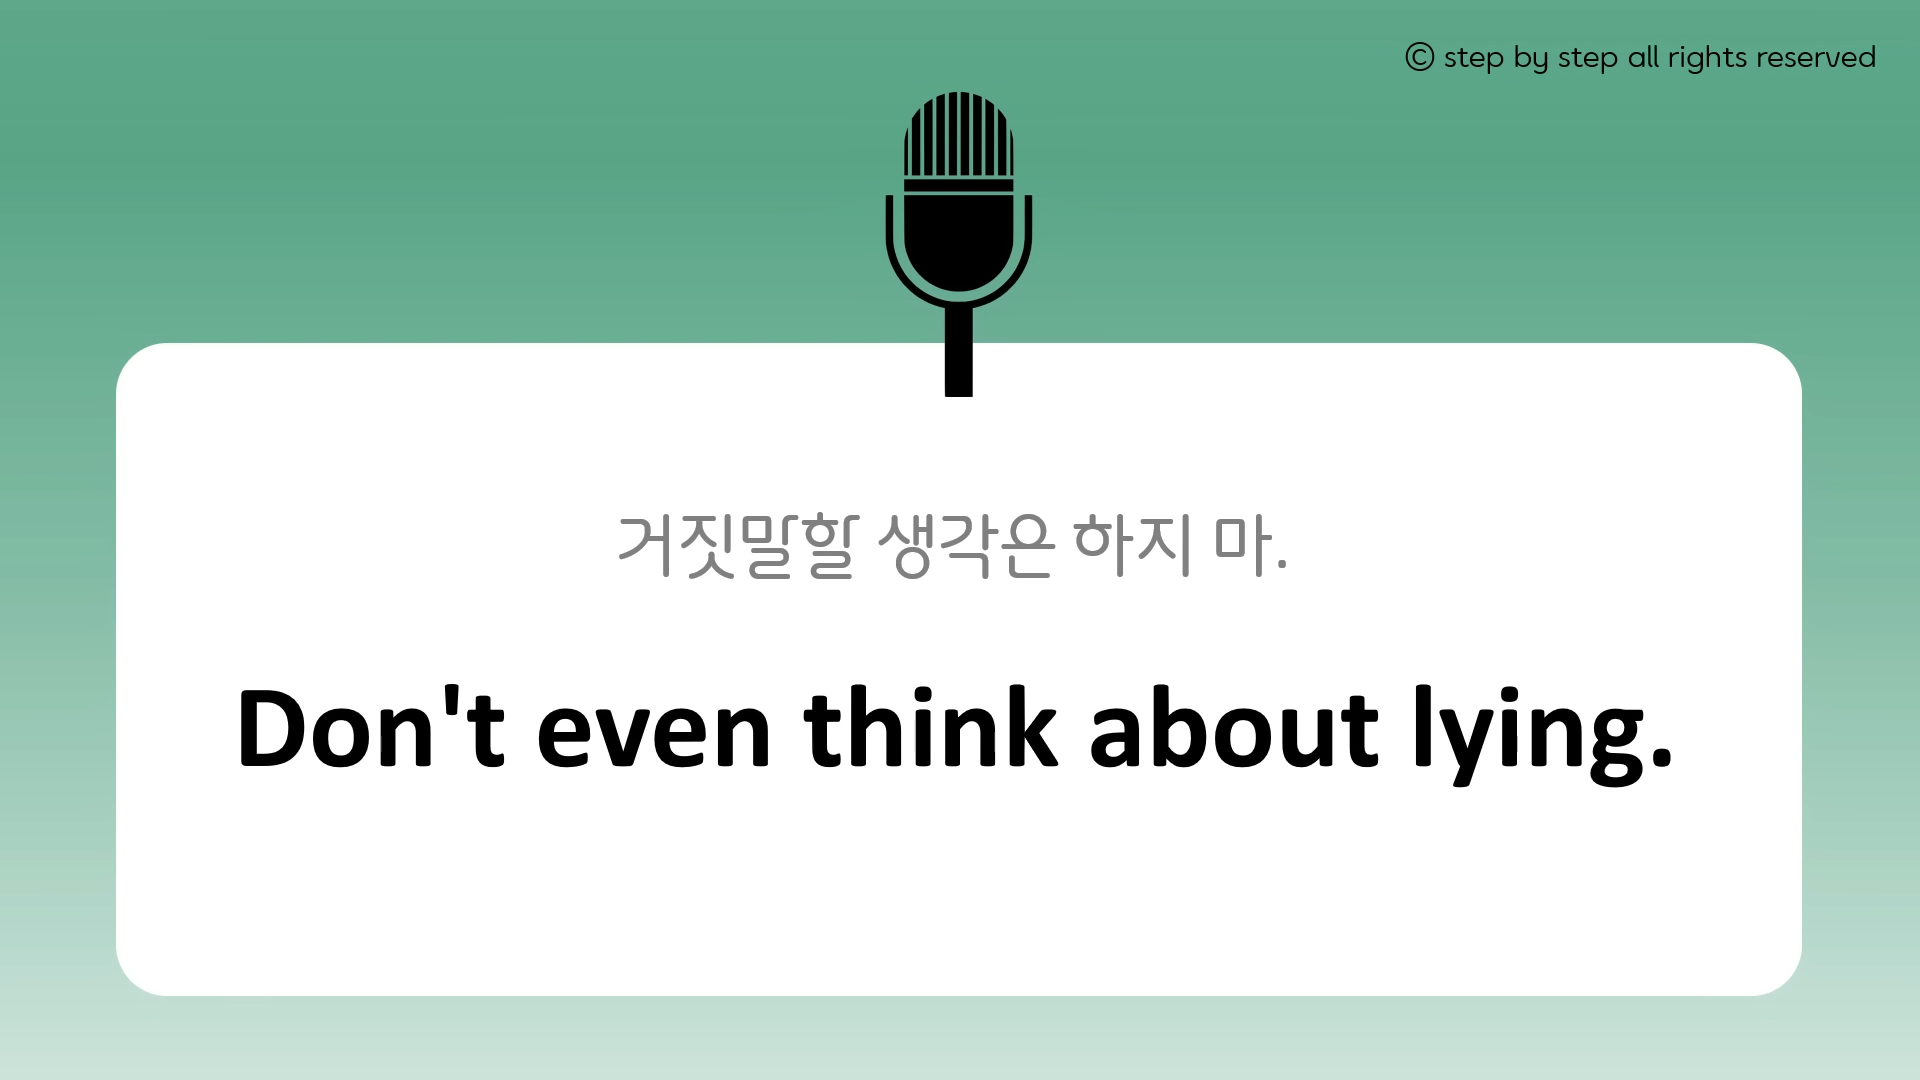 © step by step all rights reserved
거짓말할 생각은 하지 마.
Don't even think about lying.